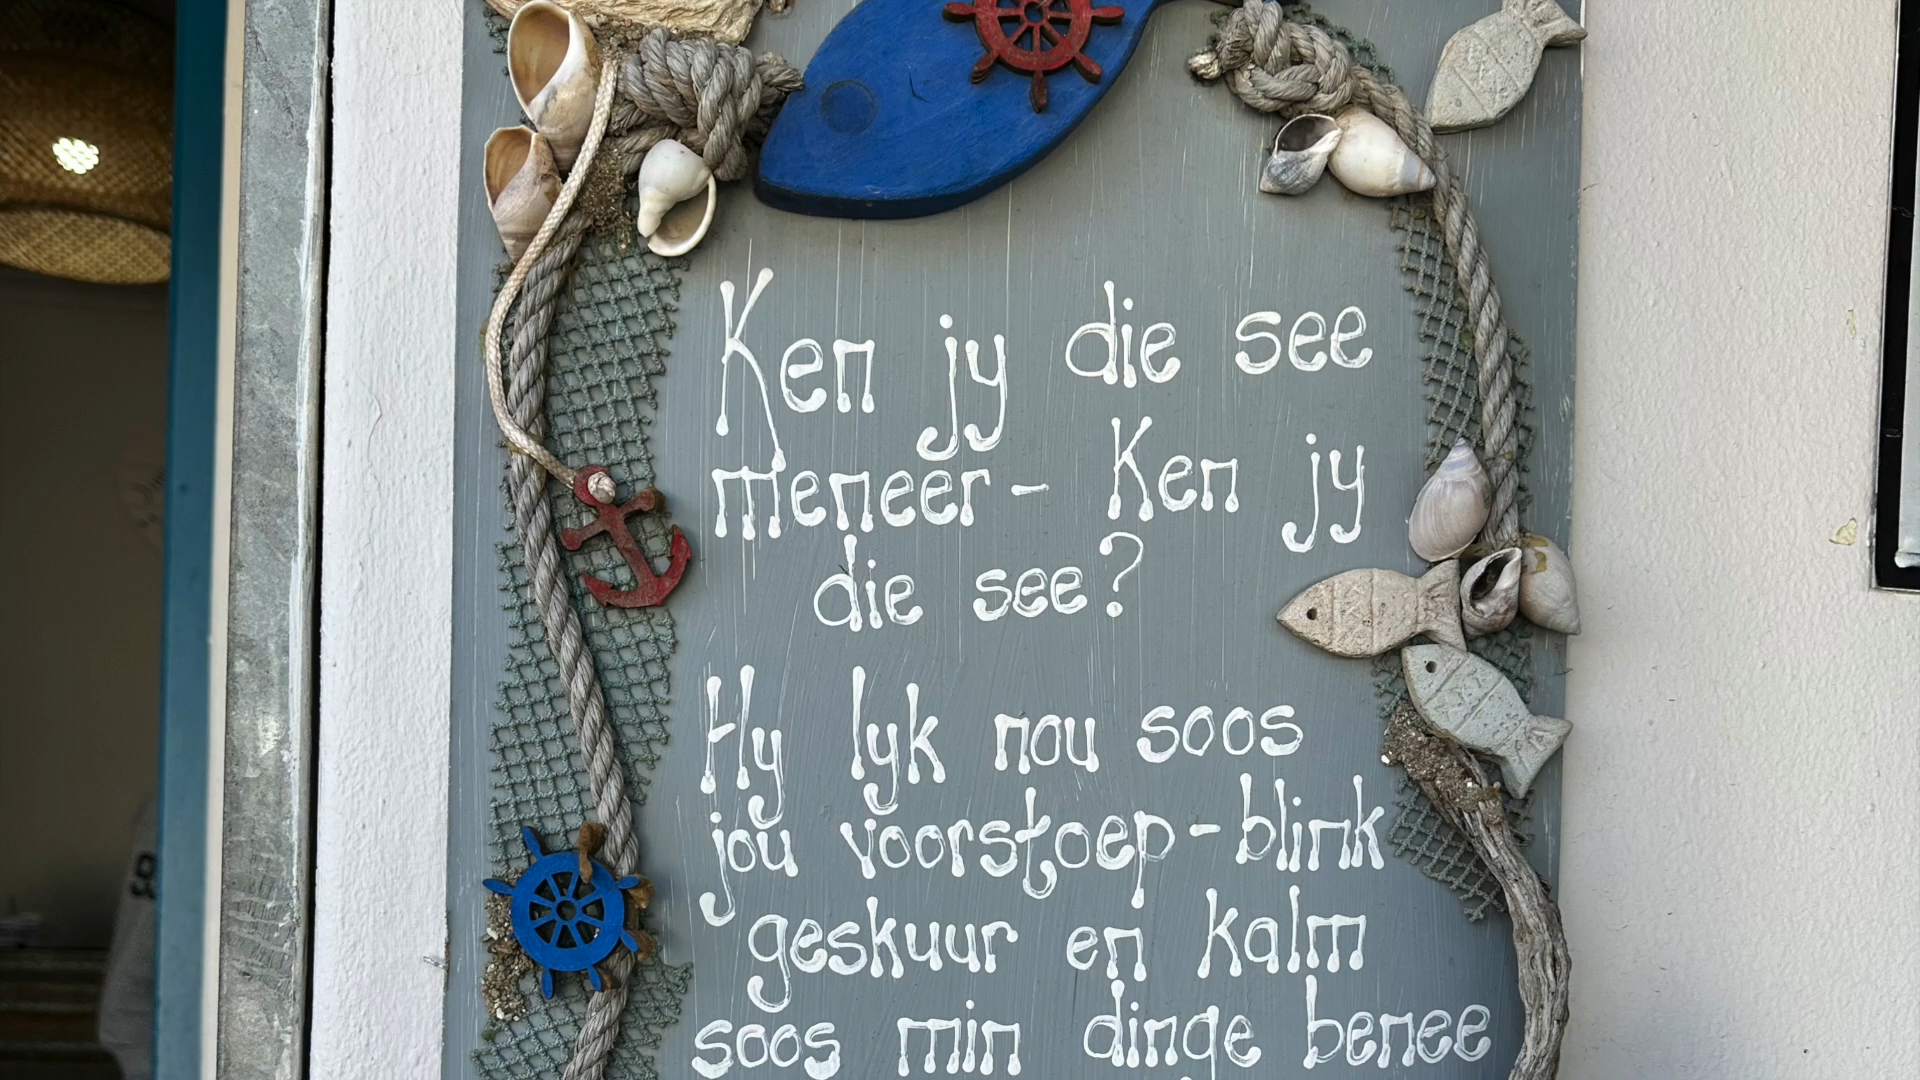 Ken jy die see
meneer - Ken jy
die see?
Hy lyk nou soos
jou voorstoep - blink
geskuur en kalm
soos min dinge benee